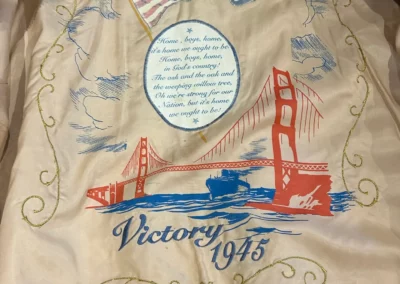 Home, boys, home,
it's home we ought to be
Home, boys, home,
in God's country!
The oak and the oak and
the weeping willow tree,
Oh we're strong for our
Nation, but it's home
we ought to be!
Victory
1945